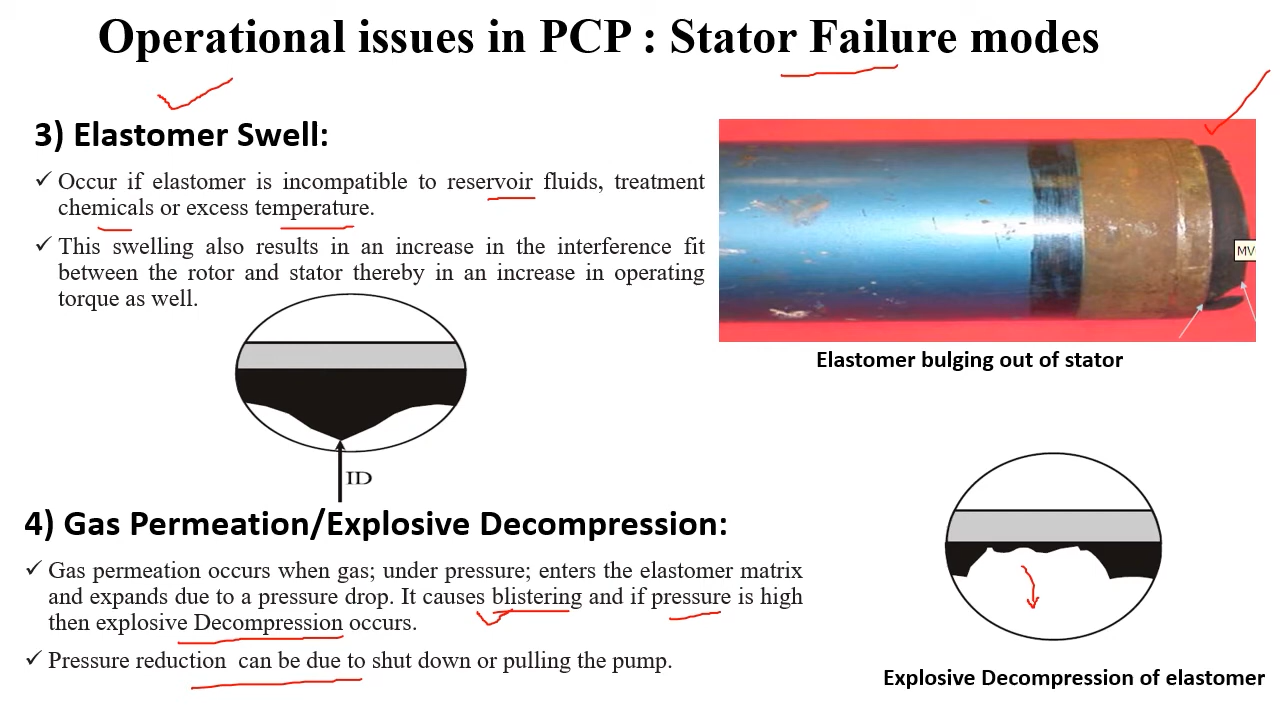 Operational issues in PCP : Stator Failure modes
3) Elastomer Swell:
✓ Occur if elastomer is incompatible to reservoir fluids, treatment
chemicals or excess temperature.
✓ This swelling also results in an increase in the interference fit
between the rotor and stator thereby in an increase in operating
torque as well.
ID
MV
Elastomer bulging out of stator
4) Gas Permeation/Explosive Decompression:
✓ Gas permeation occurs when gas; under pressure; enters the elastomer matrix
and expands due to a pressure drop. It causes blistering and if pressure is high
then explosive Decompression occurs.
✓ Pressure reduction can be due to shut down or pulling the pump.
Explosive Decompression of elastomer